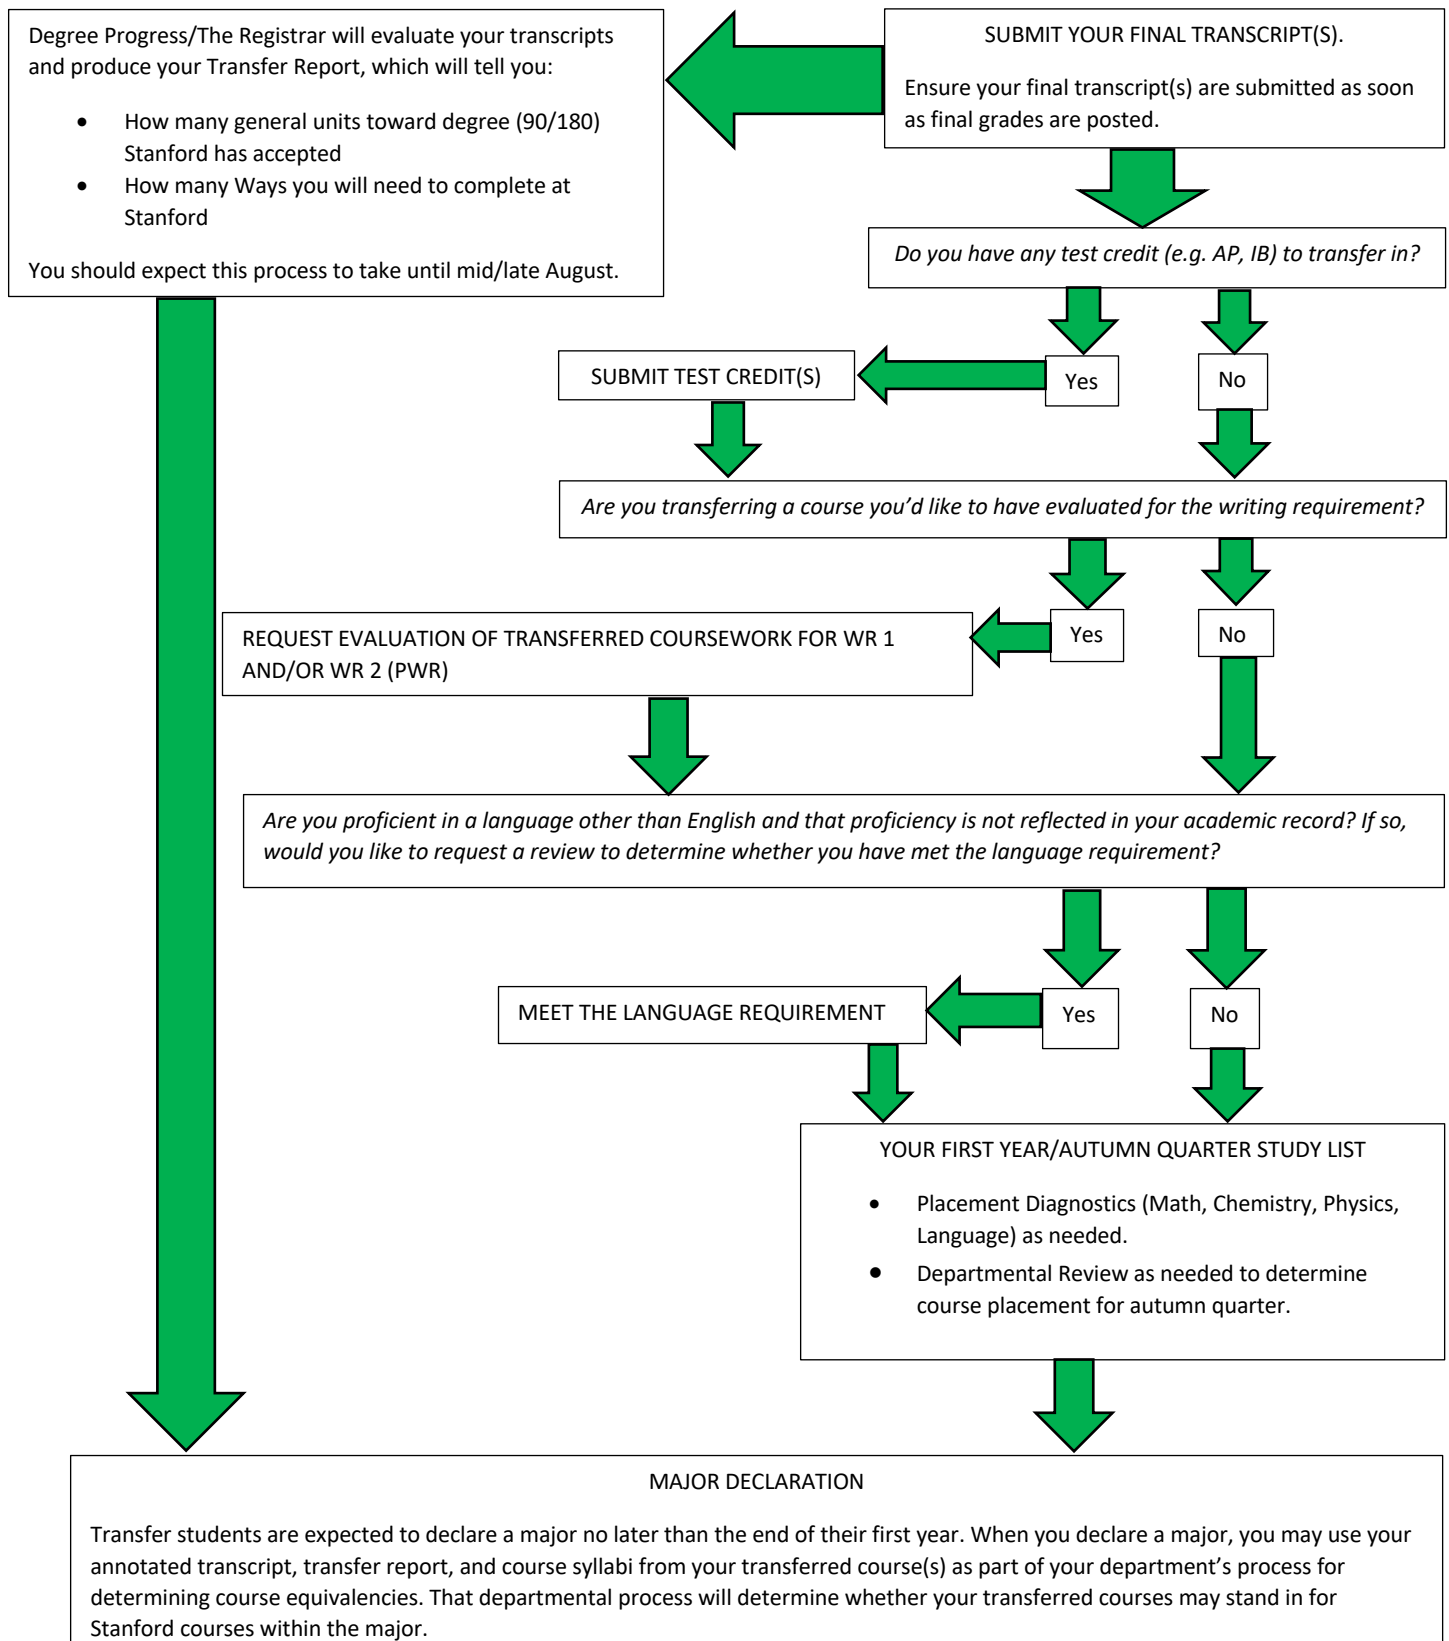 Degree Progress/The Registrar will evaluate your transcripts
and produce your Transfer Report, which will tell you:
• How many general units toward degree (90/180)
Stanford has accepted
• How many Ways you will need to complete at
Stanford
You should expect this process to take until mid/late August.
SUBMIT YOUR FINAL TRANSCRIPT(S).
Ensure your final transcript(s) are submitted as soon
as final grades are posted.
Do you have any test credit (e.g. AP, IB) to transfer in?
SUBMIT TEST CREDIT(S)
Yes
No
Are you transferring a course you’d like to have evaluated for the writing requirement?
REQUEST EVALUATION OF TRANSFERRED COURSEWORK FOR WR 1
AND/OR WR 2 (PWR)
Yes
No
Are you proficient in a language other than English and that proficiency is not reflected in your academic record? If so,
would you like to request a review to determine whether you have met the language requirement?
MEET THE LANGUAGE REQUIREMENT
Yes
No
YOUR FIRST YEAR/AUTUMN QUARTER STUDY LIST
• Placement Diagnostics (Math, Chemistry, Physics,
Language) as needed.
• Departmental Review as needed to determine
course placement for autumn quarter.
MAJOR DECLARATION
Transfer students are expected to declare a major no later than the end of their first year. When you declare a major, you may use your
annotated transcript, transfer report, and course syllabi from your transferred course(s) as part of your department’s process for
determining course equivalencies. That departmental process will determine whether your transferred courses may stand in for
Stanford courses within the major.